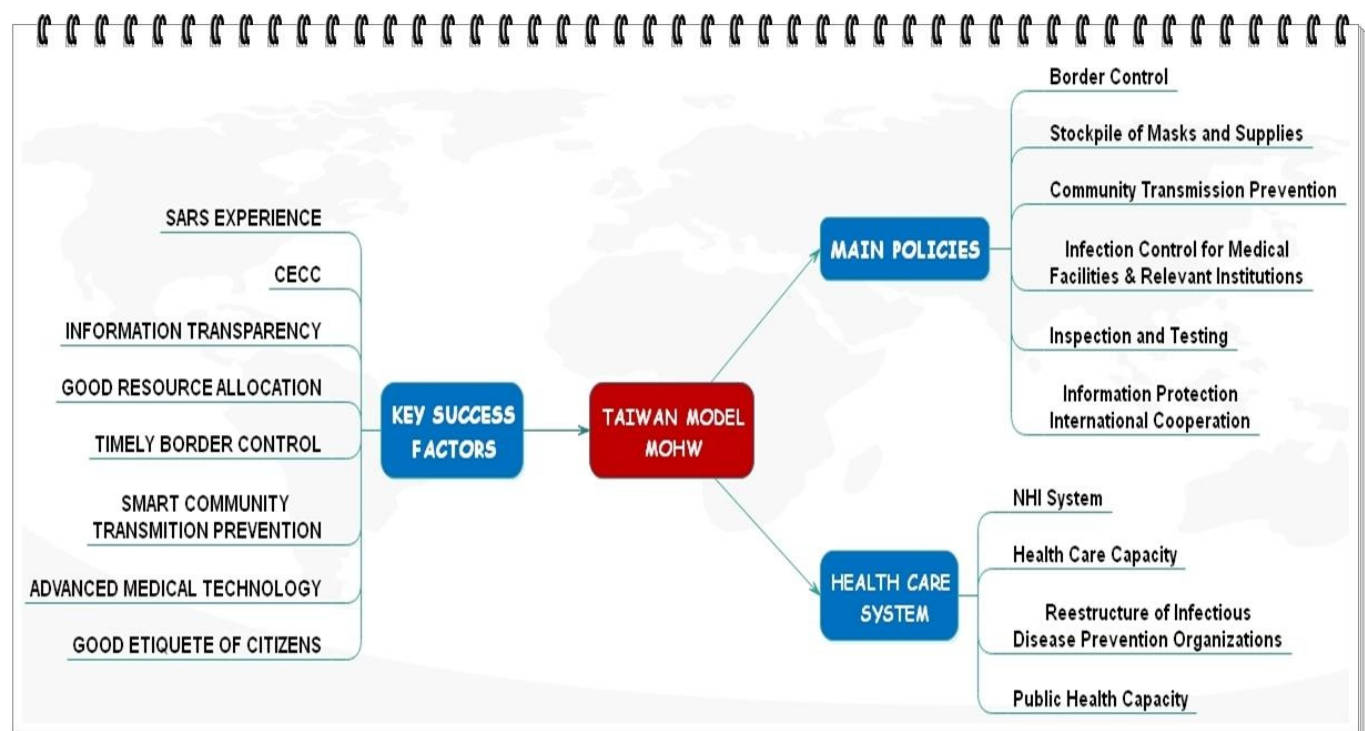 SARS EXPERIENCE
CECC
INFORMATION TRANSPARENCY
GOOD RESOURCE ALLOCATION
TIMELY BORDER CONTROL
SMART COMMUNITY
TRANSMITION PREVENTION
ADVANCED MEDICAL TECHNOLOGY
GOOD ETIQUETE OF CITIZENS
KEY SUCCESS
FACTORS
TAIWAN MODEL
MOHW
MAIN POLICIES
Border Control
Stockpile of Masks and Supplies
Community Transmission Prevention
Infection Control for Medical
Facilities & Relevant Institutions
Inspection and Testing
Information Protection
International Cooperation
HEALTH CARE
SYSTEM
NHI System
Health Care Capacity
Reestructure of Infectious
Disease Prevention Organizations
Public Health Capacity